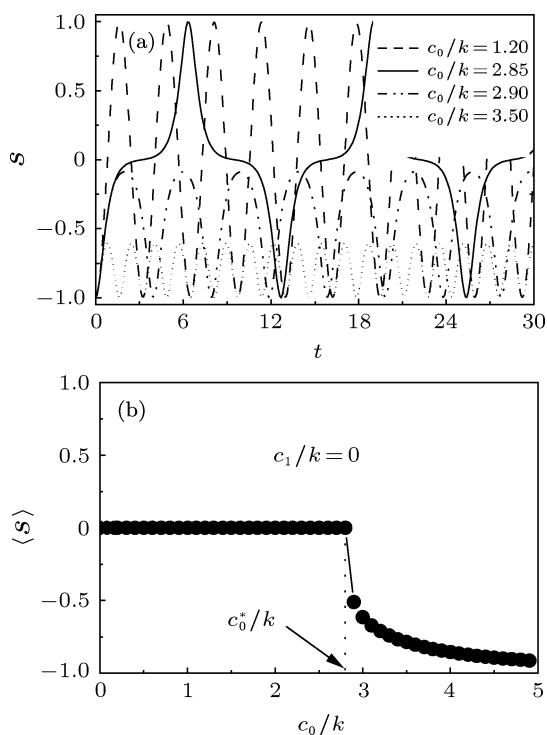 (a)
c₀/k=1.20
c₀/k=2.85
c₀/k=2.90
c₀/k=3.50
s
1.0
0.5
0
−0.5
−1.0
0 6 12 18 24 30
t
(b)
c₁/k=0
⟨s⟩
1.0
0.5
0
−0.5
−1.0
c₀*/k
0 1 2 3 4 5
c₀/k